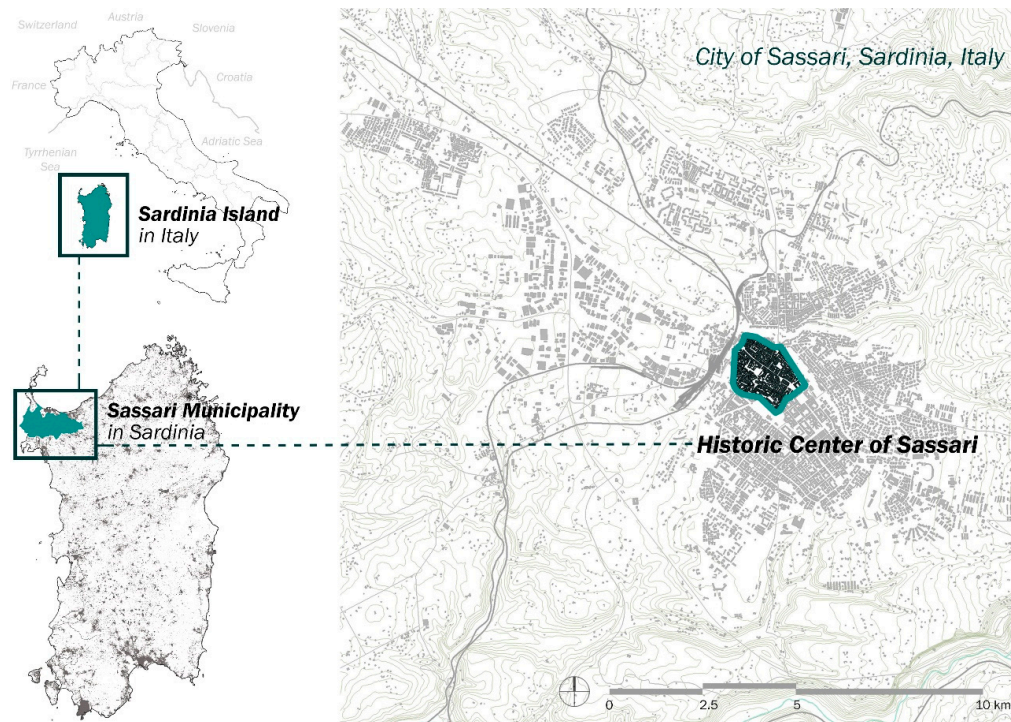 Austria
Switzerland
Slovenia
Croatia
France
Adriatic Sea
Tyrrhenian
Sea
Sardinia Island
in Italy
Sassari Municipality
in Sardinia
City of Sassari, Sardinia, Italy
Historic Center of Sassari
0 2.5 5 10 km